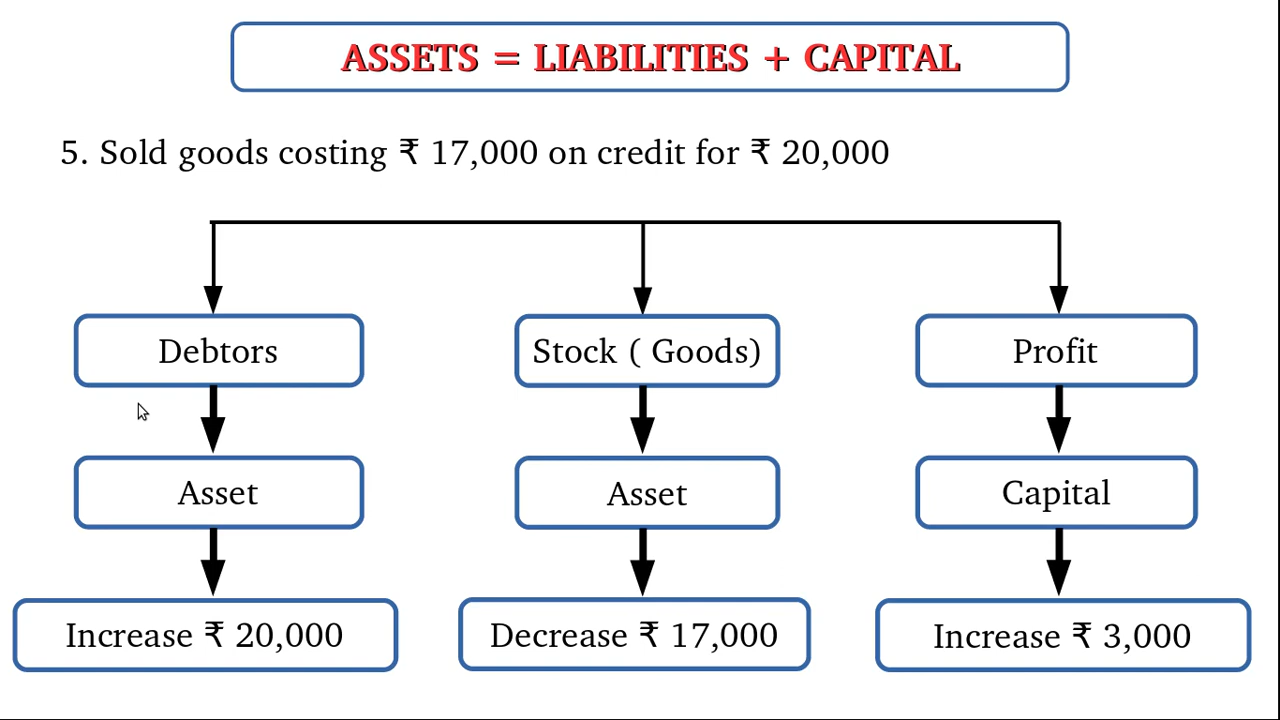 ASSETS = LIABILITIES + CAPITAL
5. Sold goods costing ₹ 17,000 on credit for ₹ 20,000
Debtors
Stock ( Goods)
Profit
Asset
Asset
Capital
Increase ₹ 20,000
Decrease ₹ 17,000
Increase ₹ 3,000